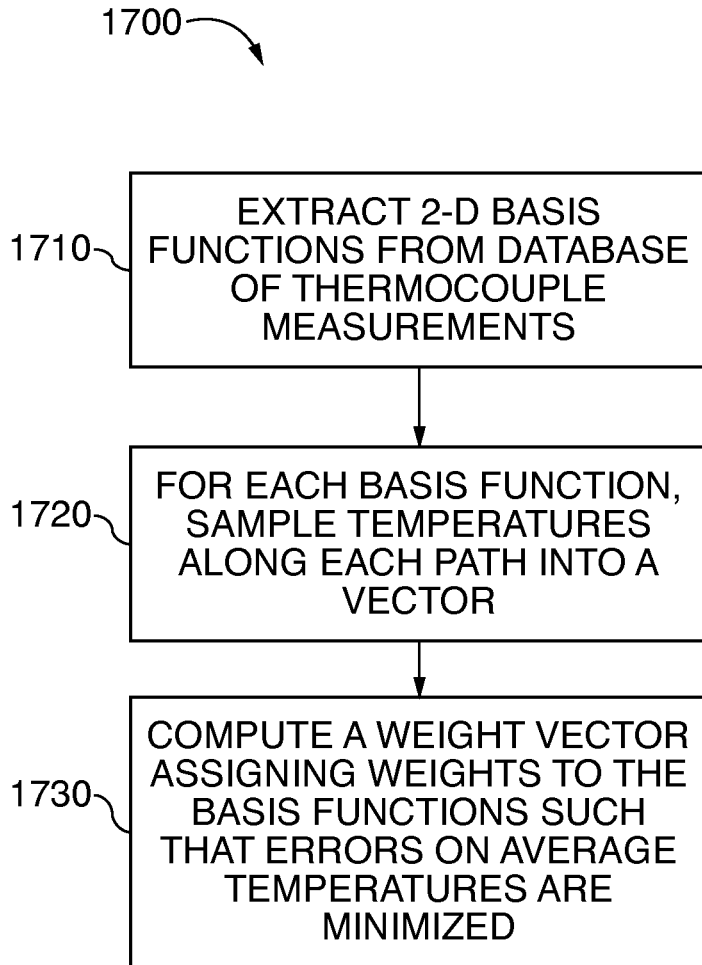 1700
1710
EXTRACT 2-D BASIS
FUNCTIONS FROM DATABASE
OF THERMOCOUPLE
MEASUREMENTS
1720
FOR EACH BASIS FUNCTION,
SAMPLE TEMPERATURES
ALONG EACH PATH INTO A
VECTOR
1730
COMPUTE A WEIGHT VECTOR
ASSIGNING WEIGHTS TO THE
BASIS FUNCTIONS SUCH
THAT ERRORS ON AVERAGE
TEMPERATURES ARE
MINIMIZED